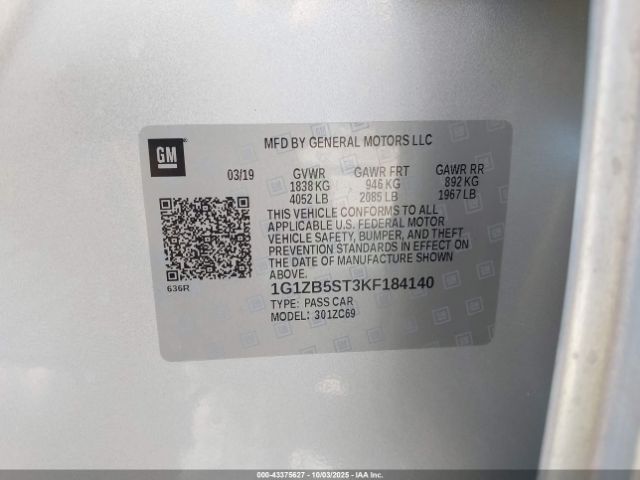 GM
MFD BY GENERAL MOTORS LLC
03/19 GVWR GAWR FRT GAWR RR
1838 KG 946 KG 892 KG
4052 LB 2085 LB 1967 LB
THIS VEHICLE CONFORMS TO ALL
APPLICABLE U.S. FEDERAL MOTOR
VEHICLE SAFETY, BUMPER, AND THEFT
PREVENTION STANDARDS IN EFFECT ON
THE DATE OF MANUFACTURE SHOWN
ABOVE.
636R
1G1ZB5ST3KF184140
TYPE: PASS CAR
MODEL: 301ZC69
000-43375627 - 10/03/2025 - IAA Inc.